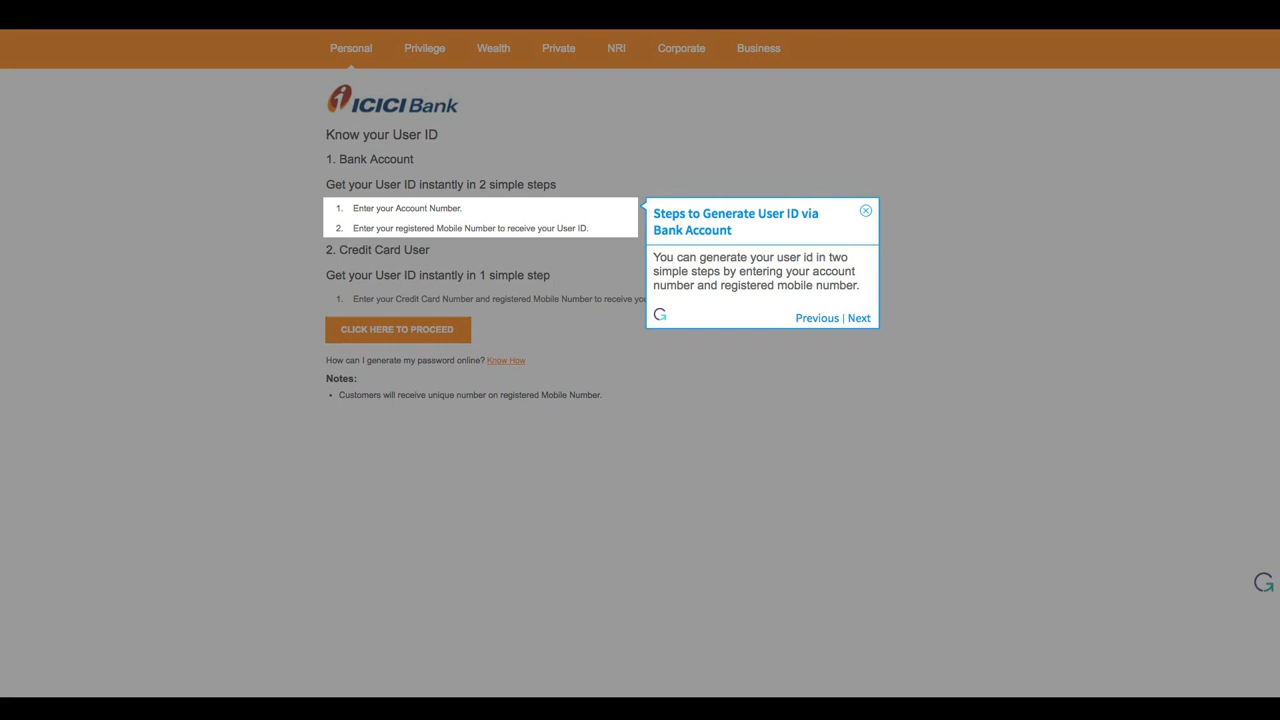 Personal Privilege Wealth Private NRI Corporate Business
ICICI Bank
Know your User ID
1. Bank Account
Get your User ID instantly in 2 simple steps
1. Enter your Account Number.
2. Enter your registered Mobile Number to receive your User ID.
2. Credit Card User
Get your User ID instantly in 1 simple step
1. Enter your Credit Card Number and registered Mobile Number to receive
CLICK HERE TO PROCEED
How can I generate my password online? Know How
Notes:
• Customers will receive unique number on registered Mobile Number.
Steps to Generate User ID via
Bank Account
You can generate your user id in two
simple steps by entering your account
number and registered mobile number.
Previous | Next